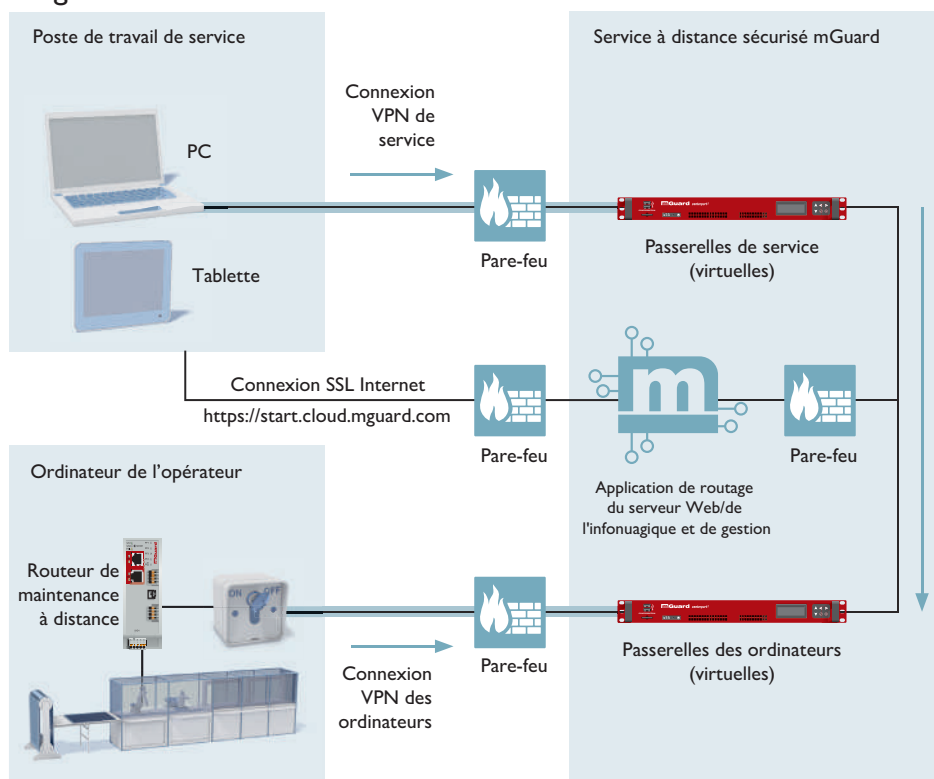 Poste de travail de service
Service à distance sécurisé mGuard
Connexion
VPN de
service
PC
Tablette
Pare-feu
mGuard
Passerelles de service
(virtuelles)
Connexion SSL Internet
https://start.cloud.mguard.com
Pare-feu
m
Pare-feu
Application de routage
du serveur Web/de
l'infonuagique et de gestion
Ordinateur de l'opérateur
Routeur de
maintenance
à distance
mGuard
ON
OFF
Pare-feu
mGuard
Passerelles des ordinateurs
(virtuelles)
Connexion
VPN des
ordinateurs